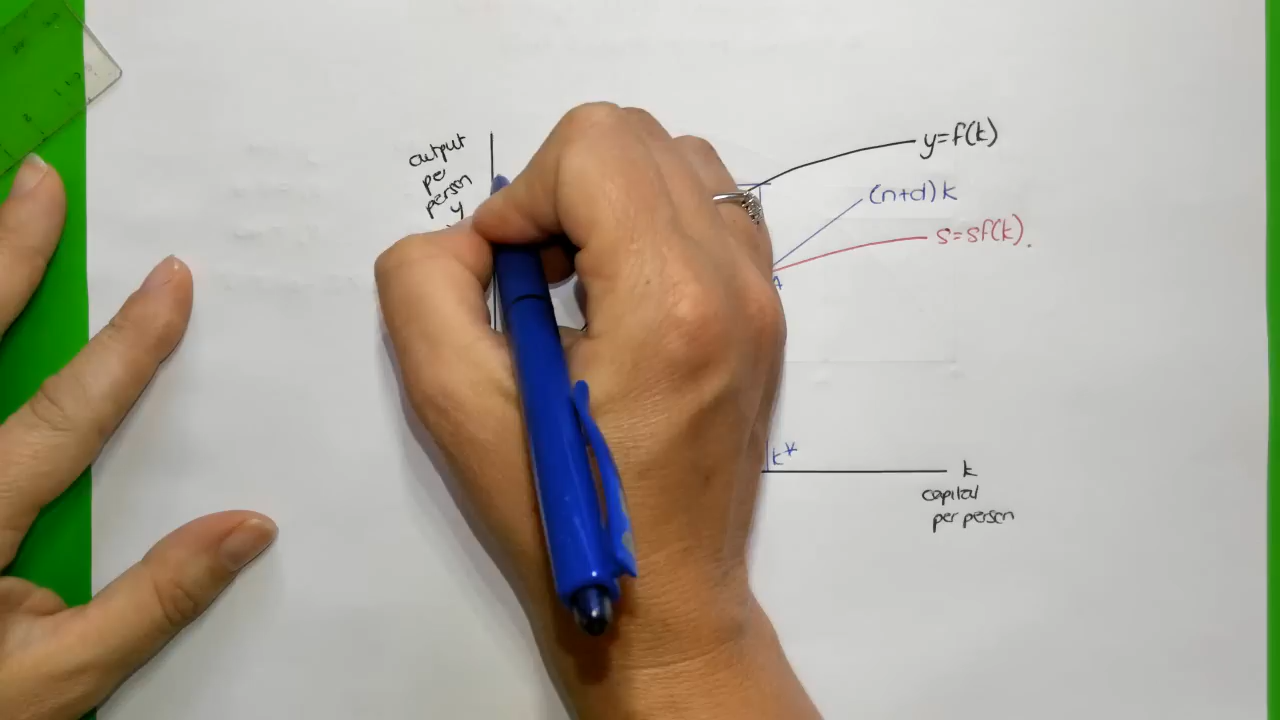 output
per
person
y
y=f(k)
(n+d)k
s=sf(k).
A
k*
k
capital
per person